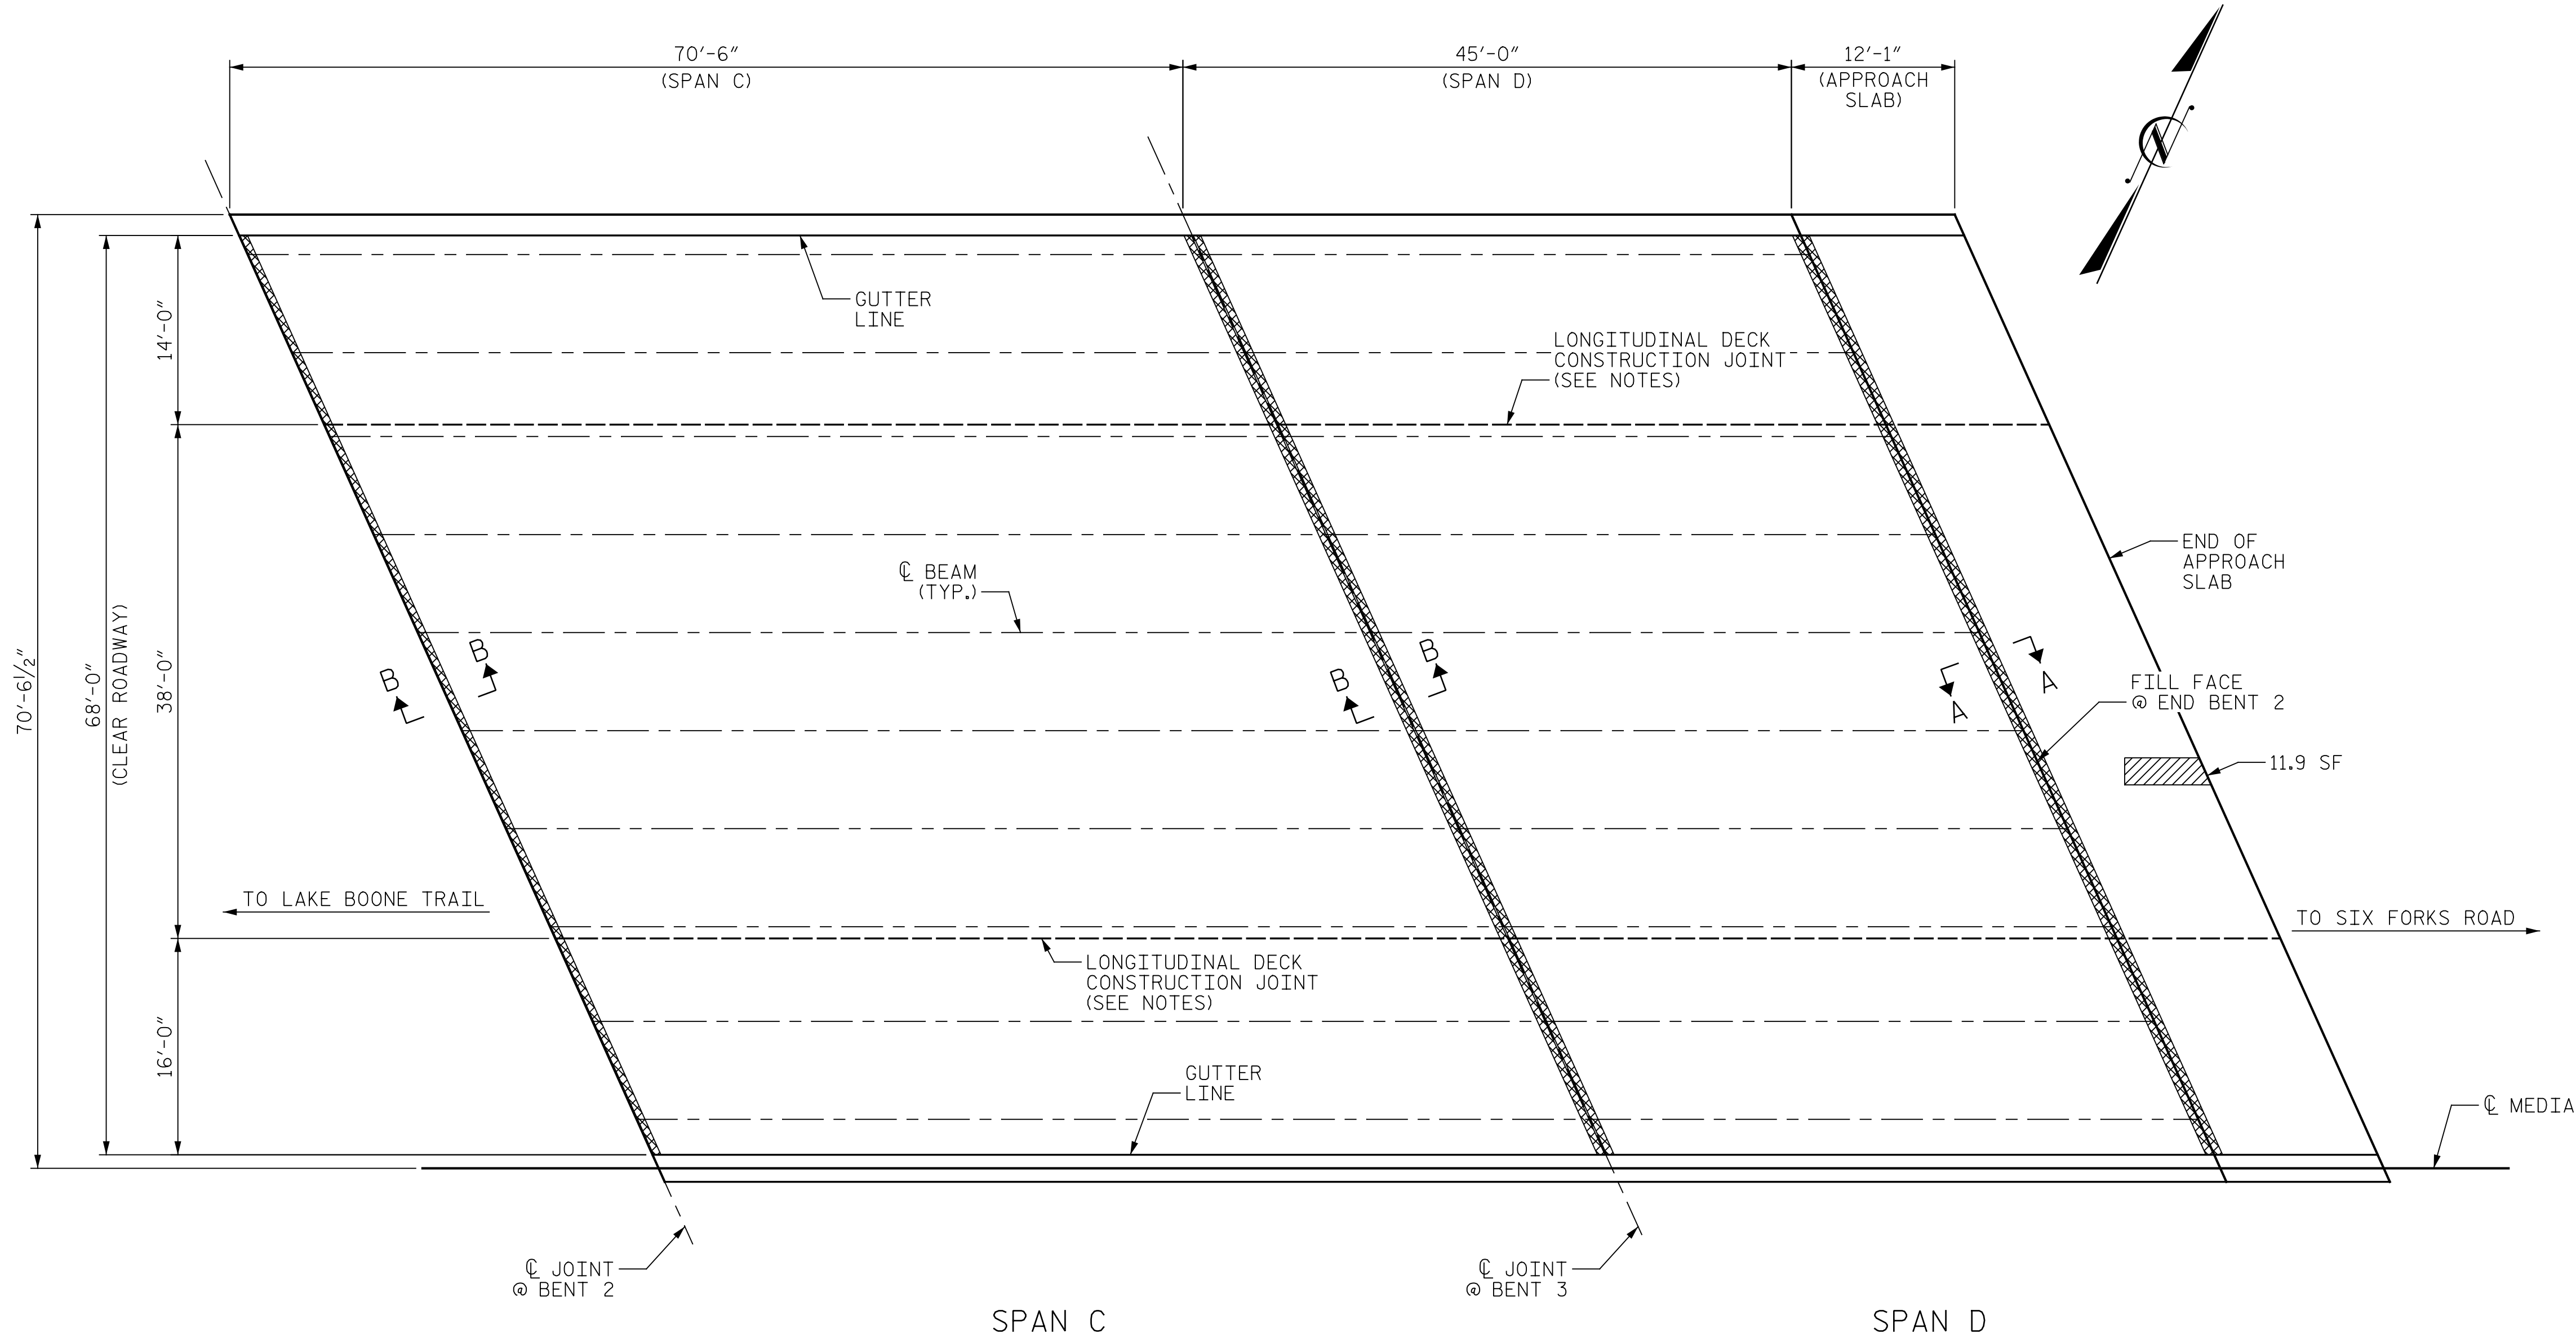 70'-6"
(SPAN C)
45'-0"
(SPAN D)
12'-1"
(APPROACH
SLAB)
N
GUTTER
LINE
14'-0"
LONGITUDINAL DECK
CONSTRUCTION JOINT
(SEE NOTES)
END OF
APPROACH
SLAB
℄ BEAM
(TYP.)
70'-6½"
68'-0"
(CLEAR ROADWAY)
38'-0"
B
B
B
B
A
A
FILL FACE
@ END BENT 2
11.9 SF
TO LAKE BOONE TRAIL
TO SIX FORKS ROAD
LONGITUDINAL DECK
CONSTRUCTION JOINT
(SEE NOTES)
16'-0"
GUTTER
LINE
℄ MEDIA
℄ JOINT
@ BENT 2
℄ JOINT
@ BENT 3
SPAN C
SPAN D